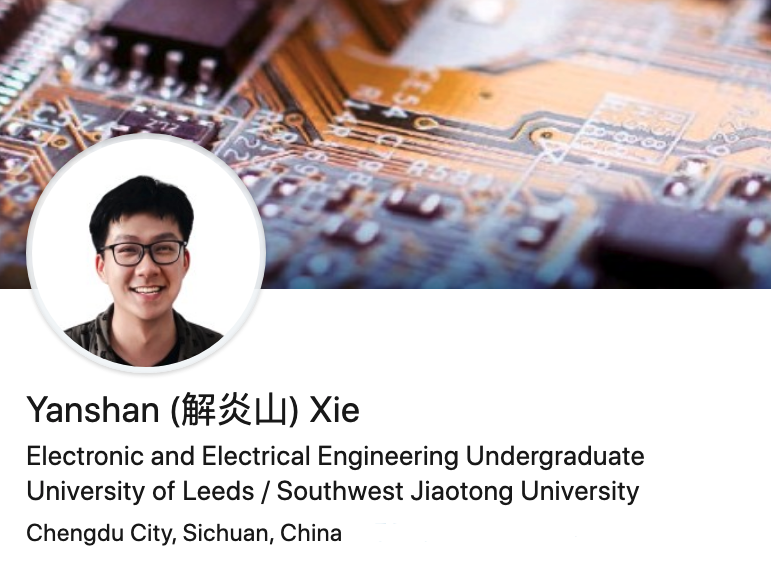 Yanshan (解炎山) Xie
Electronic and Electrical Engineering Undergraduate
University of Leeds / Southwest Jiaotong University
Chengdu City, Sichuan, China